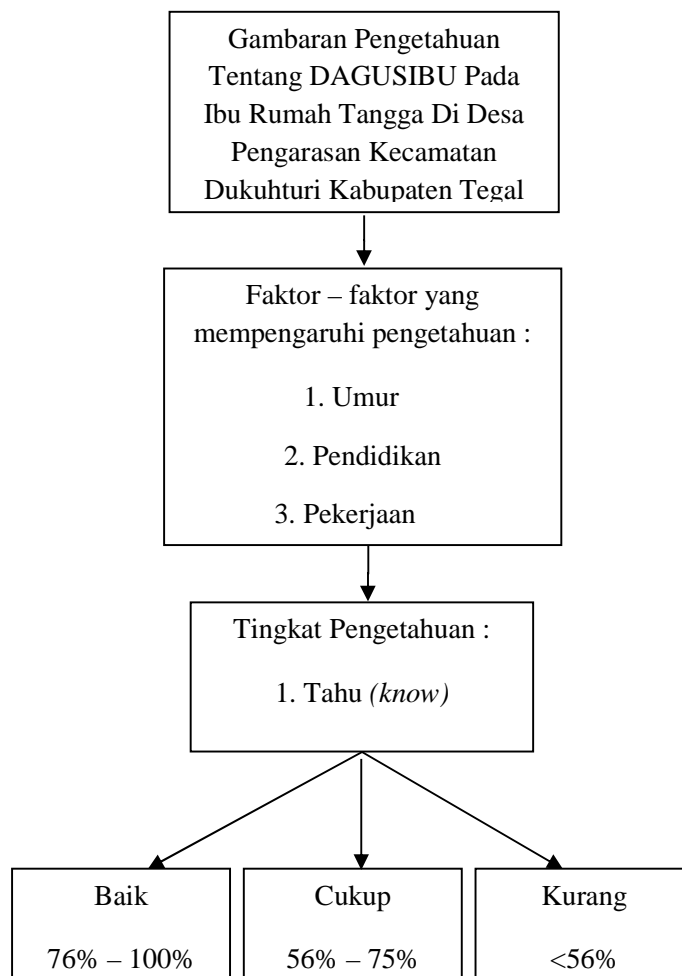 Gambaran Pengetahuan
Tentang DAGUSIBU Pada
Ibu Rumah Tangga Di Desa
Pengarasan Kecamatan
Dukuhturi Kabupaten Tegal
Faktor – faktor yang
mempengaruhi pengetahuan :
1. Umur
2. Pendidikan
3. Pekerjaan
Tingkat Pengetahuan :
1. Tahu (know)
Baik
76% – 100%
Cukup
56% – 75%
Kurang
<56%